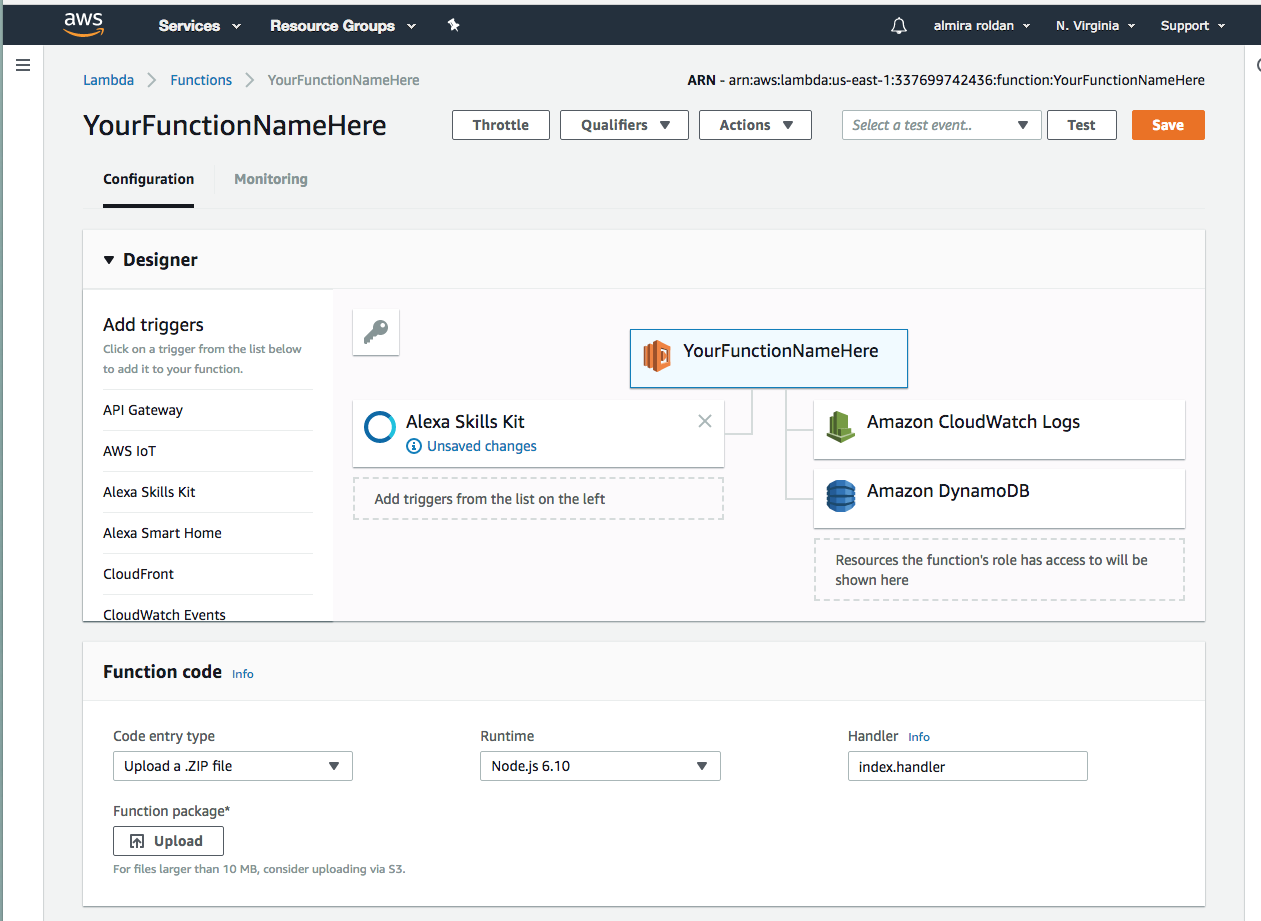 aws Services Resource Groups almira roldan N. Virginia Support
Lambda Functions YourFunctionNameHere ARN - arn:aws:lambda:us-east-1:337699742436:function:YourFunctionNameHere
YourFunctionNameHere Throttle Qualifiers Actions Select a test event.. Test Save
Configuration Monitoring
Designer
Add triggers
Click on a trigger from the list below
to add it to your function.
API Gateway
AWS IoT
Alexa Skills Kit
Alexa Smart Home
CloudFront
CloudWatch Events
YourFunctionNameHere
Alexa Skills Kit
Unsaved changes
Add triggers from the list on the left
Amazon CloudWatch Logs
Amazon DynamoDB
Resources the function's role has access to will be
shown here
Function code Info
Code entry type
Upload a .ZIP file
Runtime
Node.js 6.10
Handler Info
index.handler
Function package*
Upload
For files larger than 10 MB, consider uploading via S3.